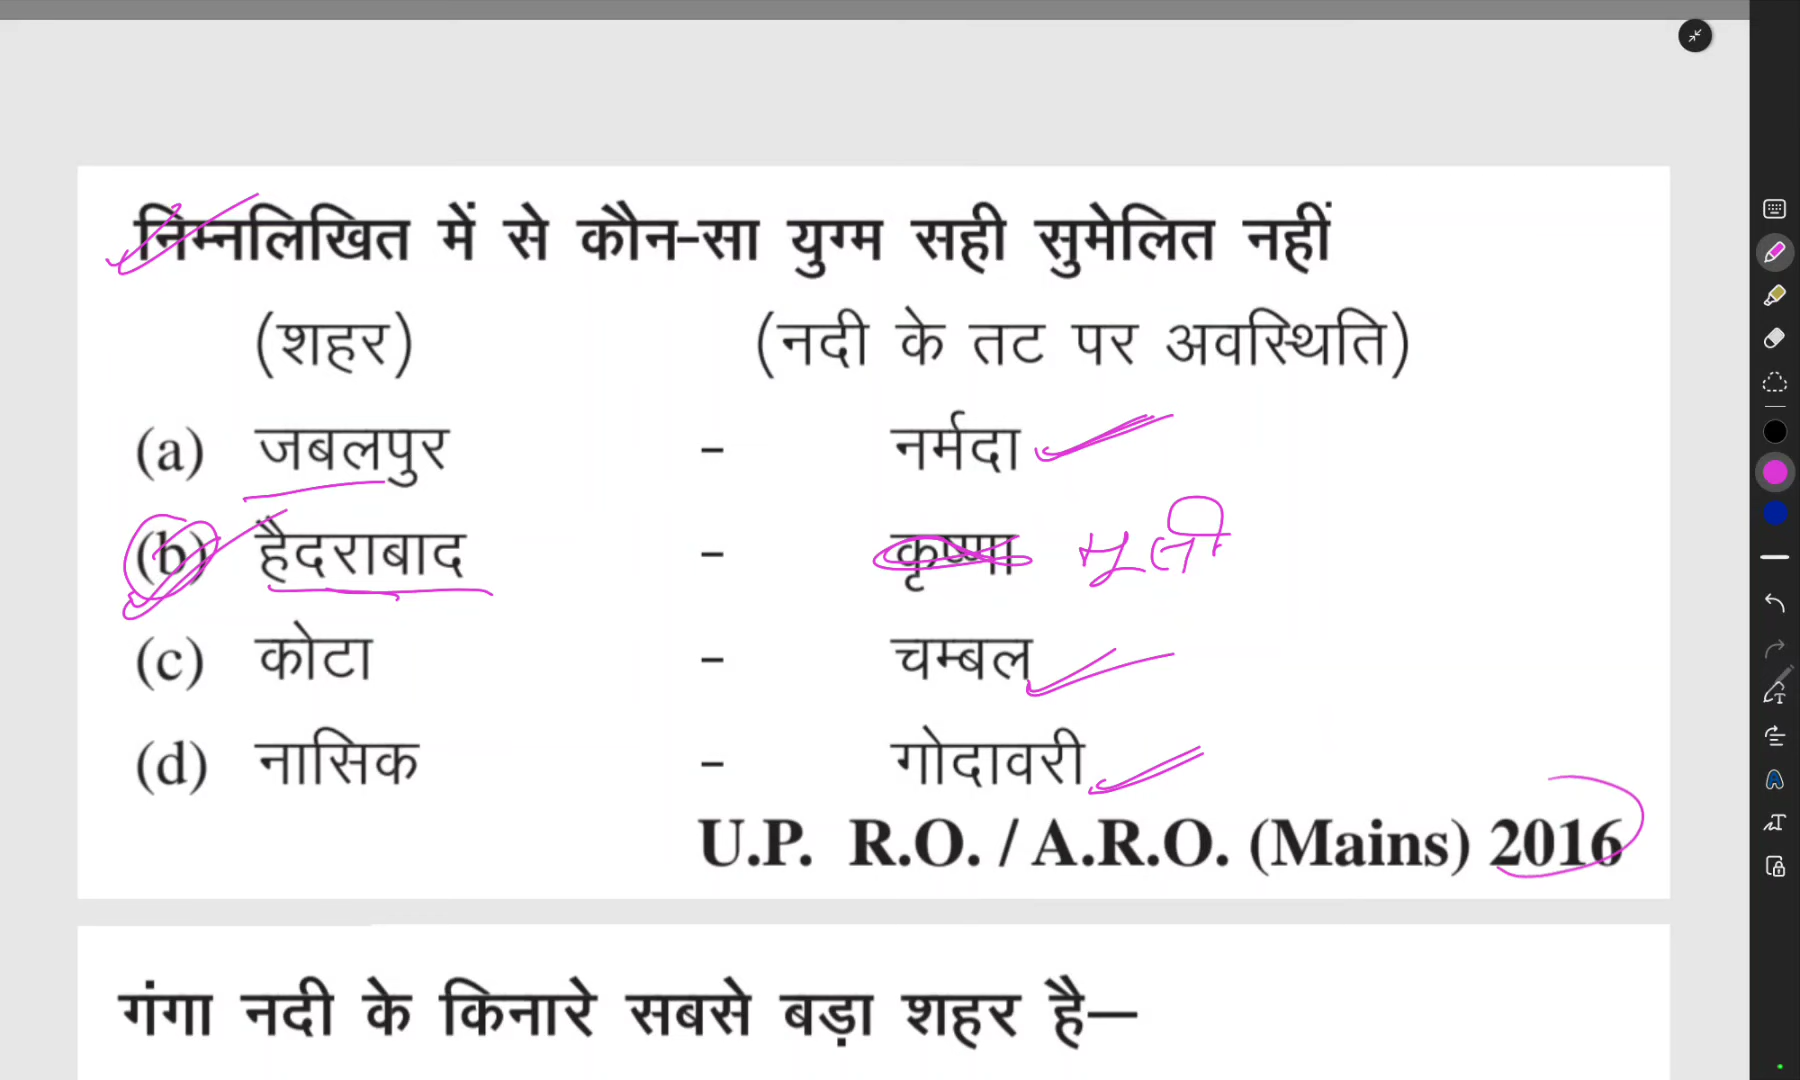 निम्नलिखित में से कौन-सा युग्म सही सुमेलित नहीं
(शहर) (नदी के तट पर अवस्थिति)
(a) जबलपुर - नर्मदा
(b) हैदराबाद - कृष्णा
(c) कोटा - चम्बल
(d) नासिक - गोदावरी
U.P. R.O. / A.R.O. (Mains) 2016
गंगा नदी के किनारे सबसे बड़ा शहर है—